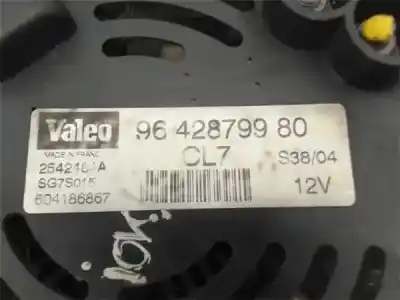 Valeo 96 428799 80
MADE IN FRANCE CL7 S38/04
SG7S015 12V
604186867